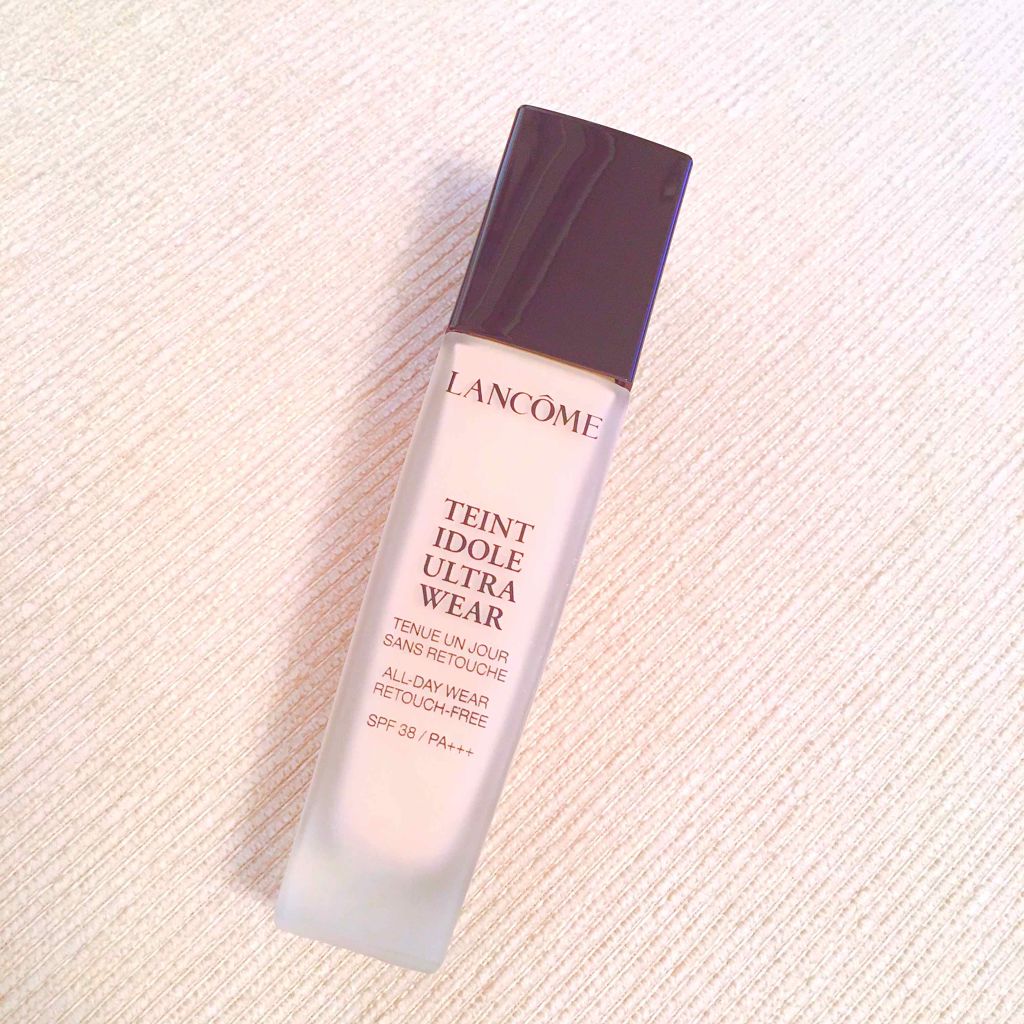 LANCÔME
TEINT
IDOLE
ULTRA
WEAR
TENUE UN JOUR
SANS RETOUCHE
ALL-DAY WEAR
RETOUCH-FREE
SPF 38 / PA+++